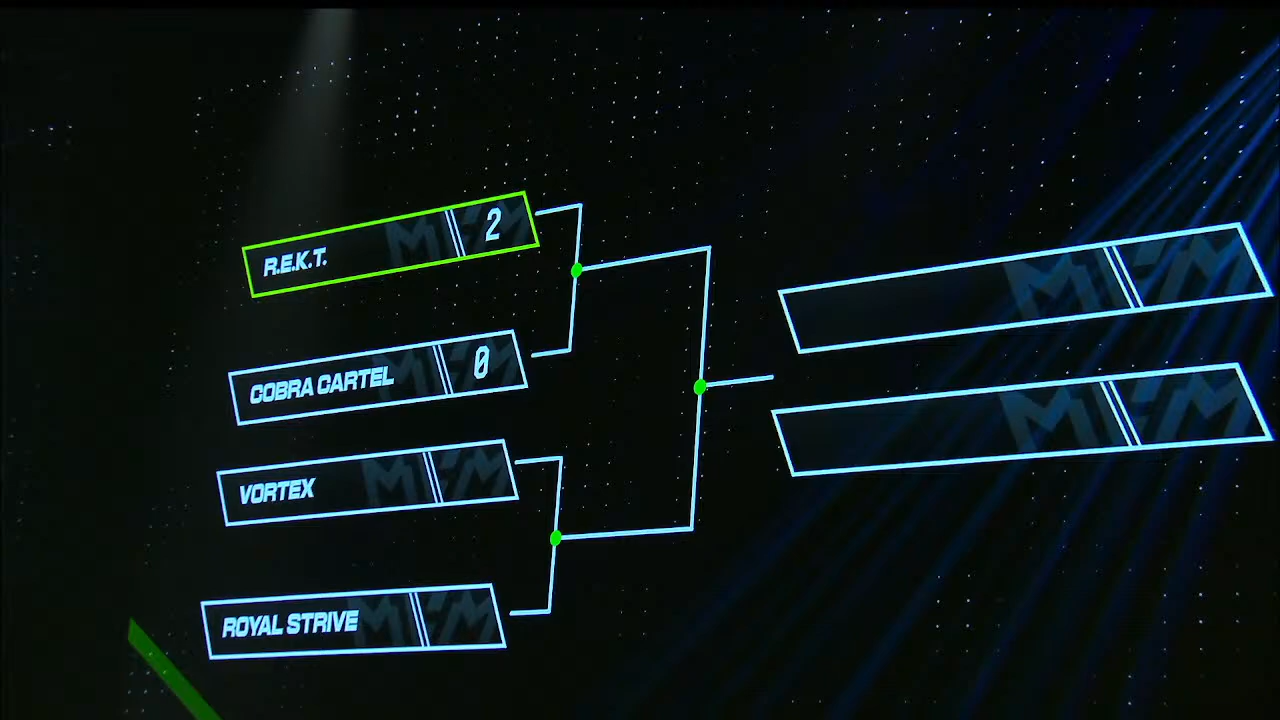 R.E.K.T. 2
COBRA CARTEL 0
VORTEX
ROYAL STRIVE